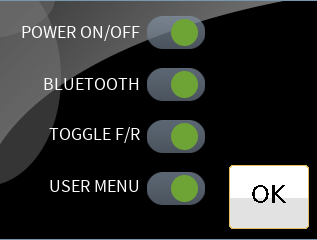 POWER ON/OFF
BLUETOOTH
TOGGLE F/R
USER MENU
OK